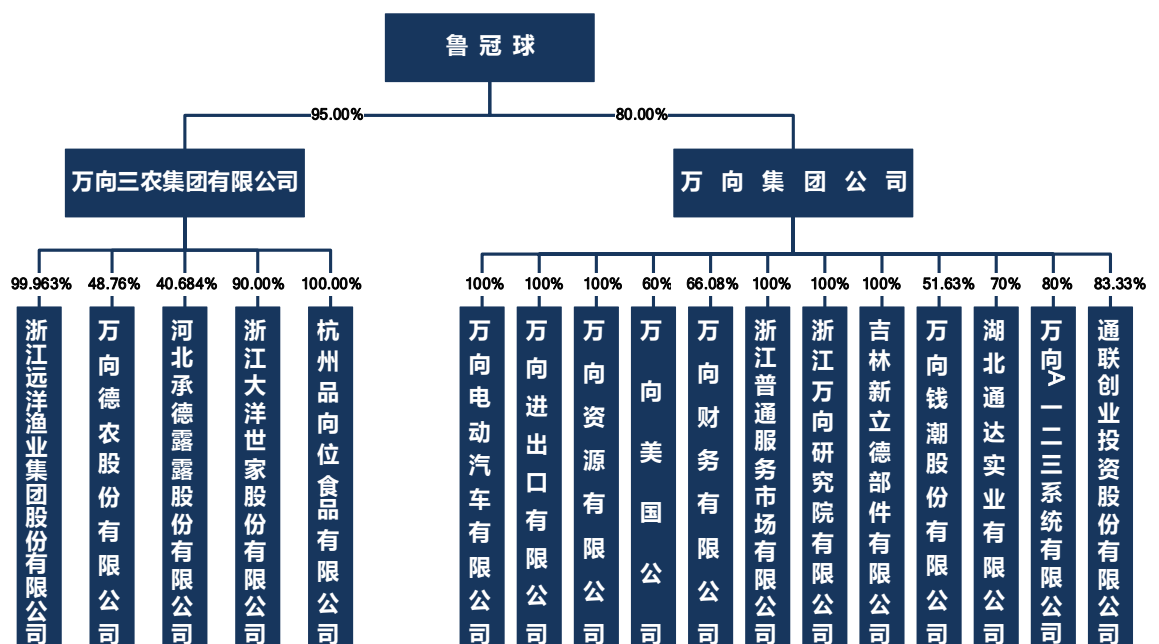 鲁冠球
95.00%
80.00%
万向三农集团有限公司
万向集团公司
99.963%
48.76%
40.684%
90.00%
100.00%
100%
100%
100%
60%
66.08%
100%
100%
100%
51.63%
70%
80%
83.33%
浙江远洋渔业集团股份有限公司
万向德农股份有限公司
河北承德露露股份有限公司
浙江大洋世家股份有限公司
杭州品向位食品有限公司
万向电动汽车有限公司
万向进出口有限公司
万向资源有限公司
万向美国公司
万向财务有限公司
浙江普通服务市场有限公司
浙江万向研究院有限公司
吉林新立德部件有限公司
万向钱潮股份有限公司
湖北通达实业有限公司
万向A一二三系统有限公司
通联创业投资股份有限公司